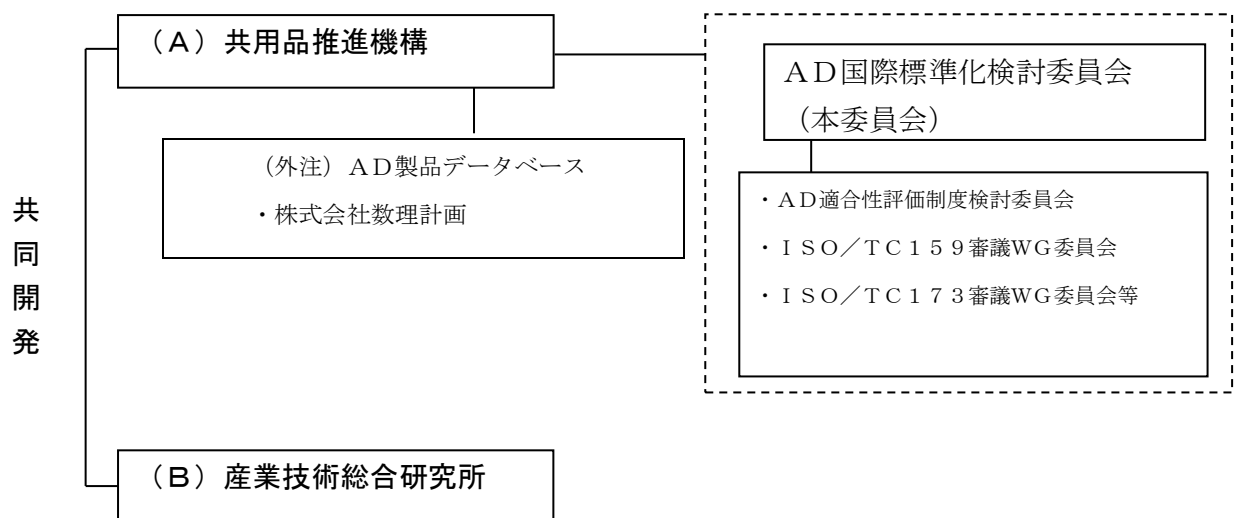 共同開発
（Ａ）共用品推進機構
（外注）ＡＤ製品データベース
・株式会社数理計画
ＡＤ国際標準化検討委員会
（本委員会）
・ＡＤ適合性評価制度検討委員会
・ＩＳＯ／ＴＣ１５９審議WG委員会
・ＩＳＯ／ＴＣ１７３審議WG委員会等
（Ｂ）産業技術総合研究所